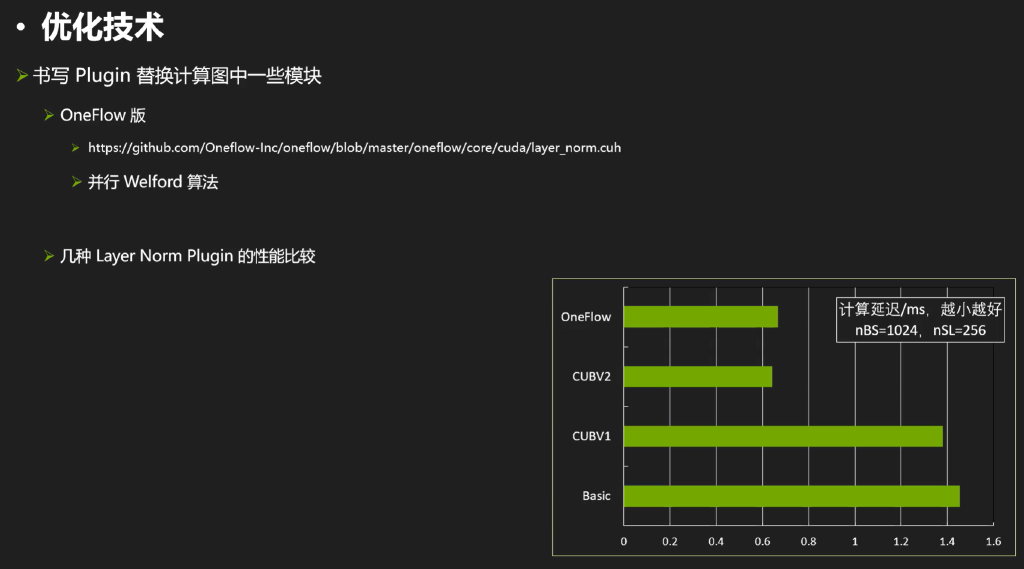 • 优化技术
书写 Plugin 替换计算图中一些模块
OneFlow 版
https://github.com/Oneflow-Inc/oneflow/blob/master/oneflow/core/cuda/layer_norm.cuh
并行 Welford 算法
几种 Layer Norm Plugin 的性能比较
计算延迟/ms，越小越好
nBS=1024，nSL=256
OneFlow
CUBV2
CUBV1
Basic
0 0.2 0.4 0.6 0.8 1 1.2 1.4 1.6